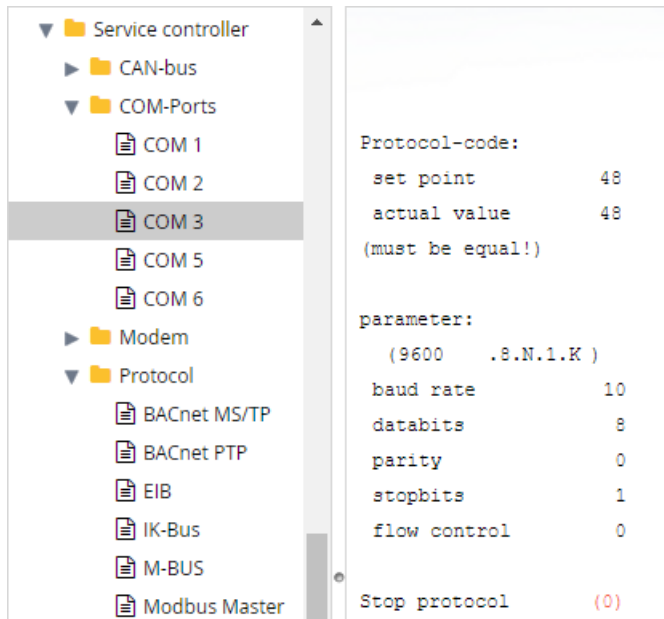 Service controller
CAN-bus
COM-Ports
COM 1
COM 2
COM 3
COM 5
COM 6
Modem
Protocol
BACnet MS/TP
BACnet PTP
EIB
IK-Bus
M-BUS
Modbus Master
Protocol-code:
set point 48
actual value 48
(must be equal!)
parameter:
(9600 .8.N.1.K )
baud rate 10
databits 8
parity 0
stopbits 1
flow control 0
Stop protocol (0)